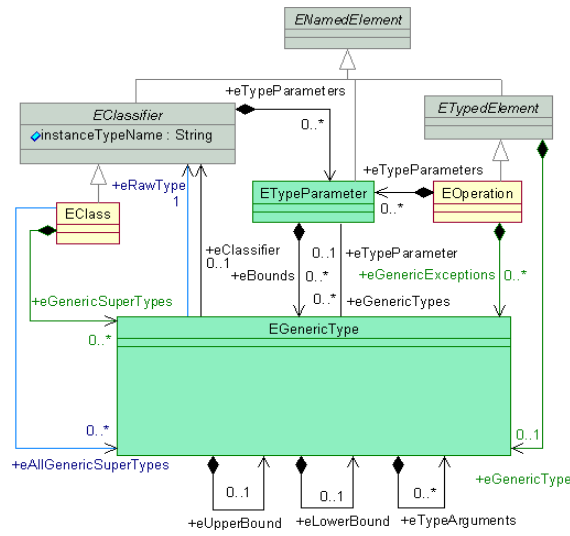 ENamedElement
+eTypeParameters
EClassifier
ETypedElement
instanceTypeName : String
0..*
+eTypeParameters
+eRawType
1
ETypeParameter
EOperation
0..*
EClass
+eClassifier
0..1
0..1
+eTypeParameter
+eBounds
0..*
+eGenericExceptions
0..*
+eGenericSuperTypes
0..*
+eGenericTypes
EGenericType
0..*
0..*
0..1
+eAllGenericSuperTypes
+eGenericType
0..1
0..1
0..*
+eUpperBound
+eLowerBound
+eTypeArguments